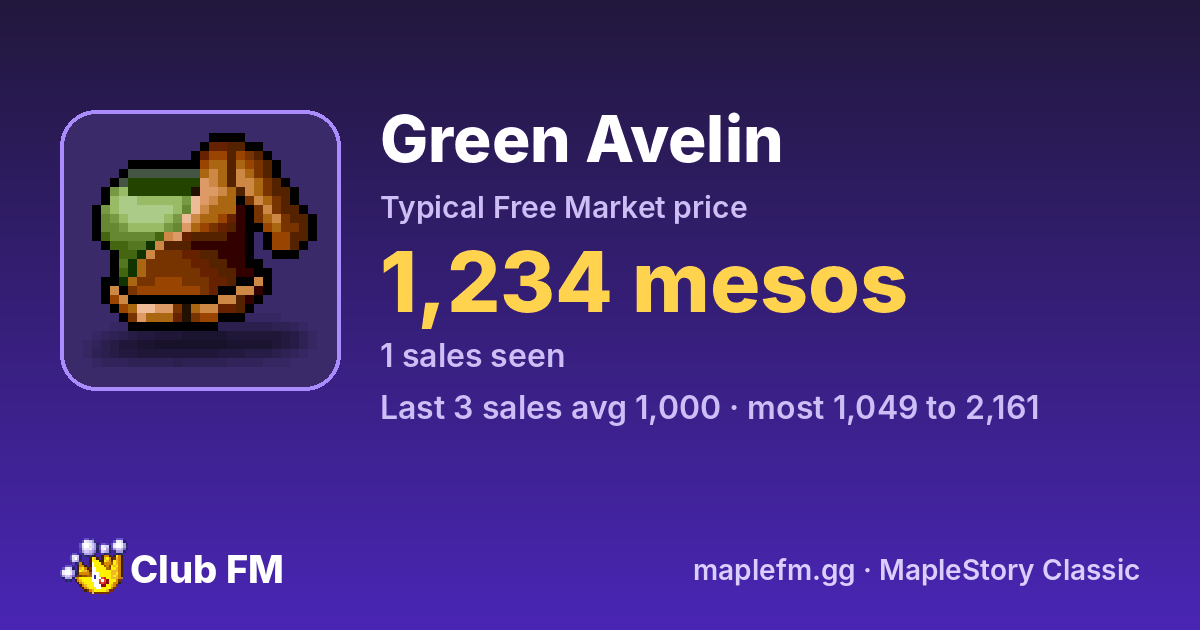 Green Avelin
Typical Free Market price
1,234 mesos
1 sales seen
Last 3 sales avg 1,000 · most 1,049 to 2,161
Club FM
maplefm.gg · MapleStory Classic